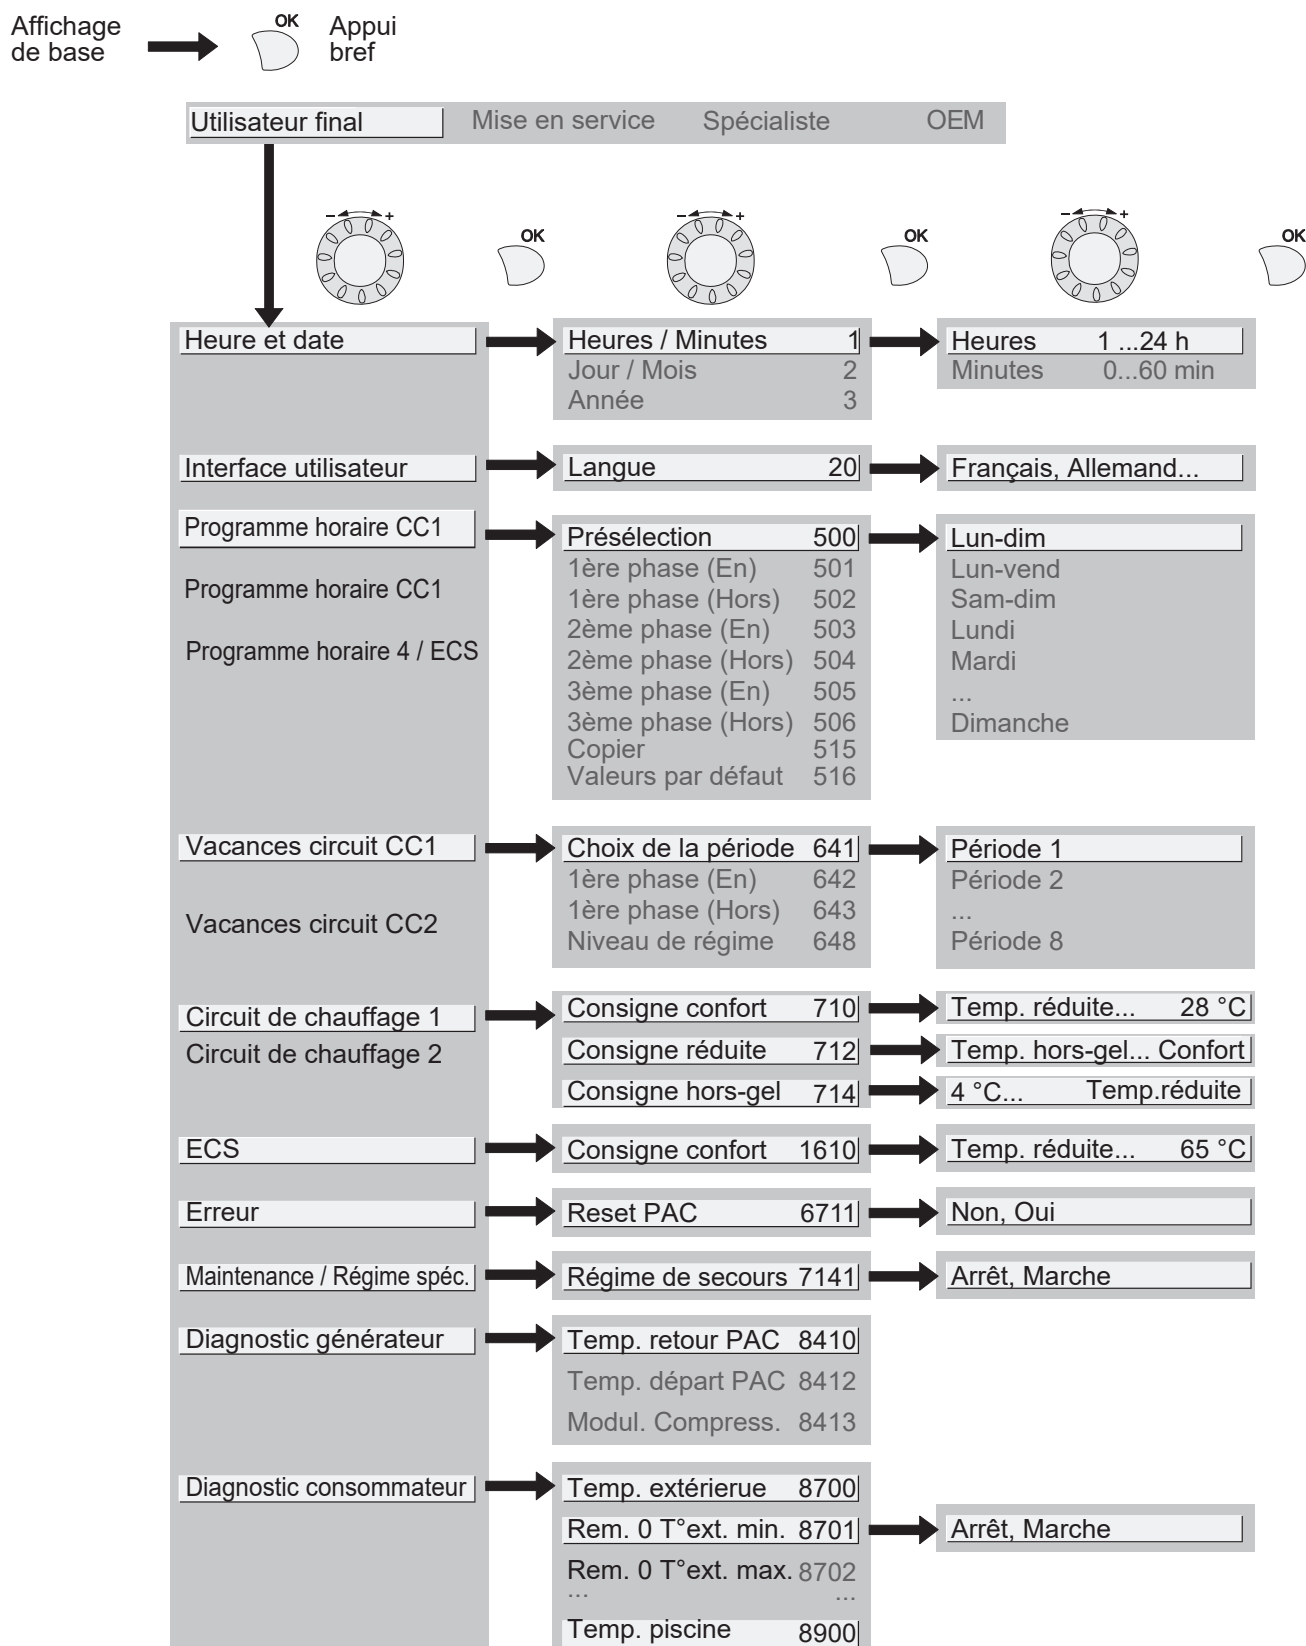 Affichage
de base
OK
Appui
bref
Utilisateur final Mise en service Spécialiste OEM
- +
OK
- +
OK
- +
OK
Heure et date Heures / Minutes 1 Heures 1 ...24 h
Jour / Mois 2 Minutes 0...60 min
Année 3
Interface utilisateur Langue 20 Français, Allemand...
Programme horaire CC1 Présélection 500 Lun-dim
1ère phase (En) 501 Lun-vend
Programme horaire CC1 1ère phase (Hors) 502 Sam-dim
2ème phase (En) 503 Lundi
Programme horaire 4 / ECS 2ème phase (Hors) 504 Mardi
3ème phase (En) 505 ...
3ème phase (Hors) 506 Dimanche
Copier 515
Valeurs par défaut 516
Vacances circuit CC1 Choix de la période 641 Période 1
1ère phase (En) 642 Période 2
Vacances circuit CC2 1ère phase (Hors) 643 ...
Niveau de régime 648 Période 8
Circuit de chauffage 1 Consigne confort 710 Temp. réduite... 28 °C
Circuit de chauffage 2 Consigne réduite 712 Temp. hors-gel... Confort
Consigne hors-gel 714 4 °C... Temp.réduite
ECS Consigne confort 1610 Temp. réduite... 65 °C
Erreur Reset PAC 6711 Non, Oui
Maintenance / Régime spéc. Régime de secours 7141 Arrêt, Marche
Diagnostic générateur Temp. retour PAC 8410
Temp. départ PAC 8412
Modul. Compress. 8413
Diagnostic consommateur Temp. extérierue 8700
Rem. 0 T°ext. min. 8701 Arrêt, Marche
Rem. 0 T°ext. max. 8702
... ...
Temp. piscine 8900